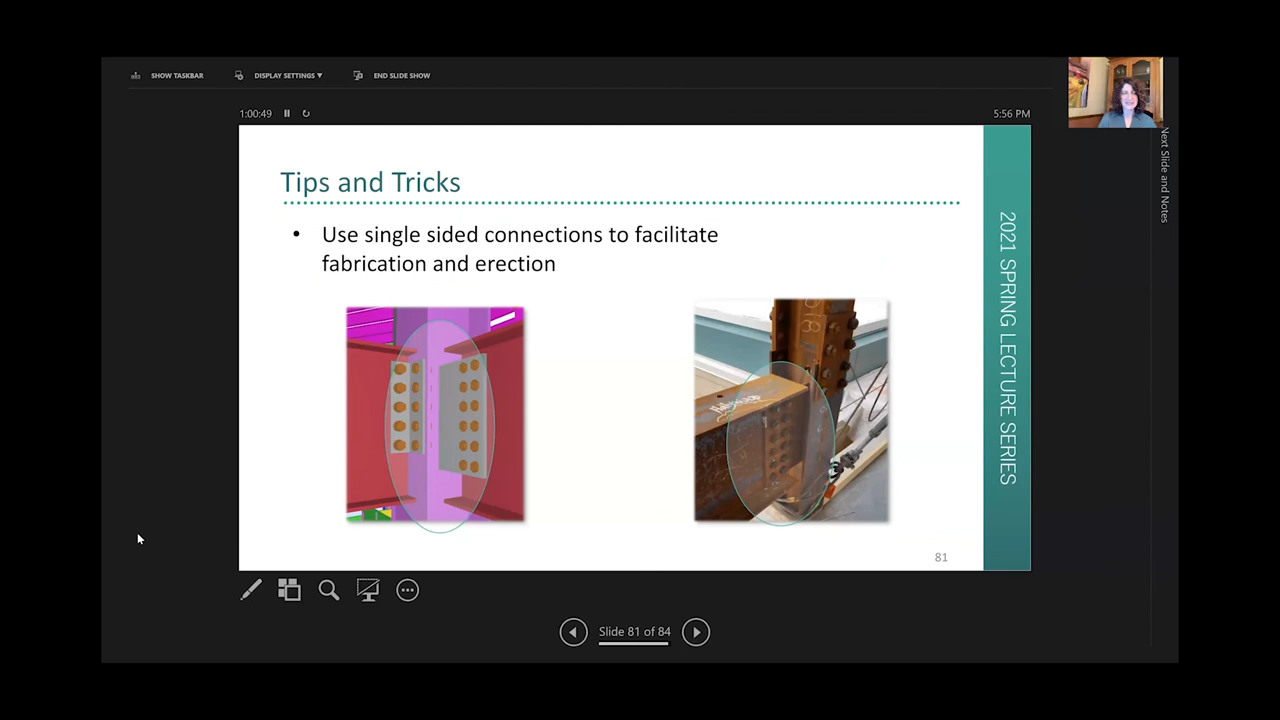 SHOW TASKBAR
DISPLAY SETTINGS ▼
END SLIDE SHOW
1:00:49
5:56 PM
Next Slide and Notes
Tips and Tricks
• Use single sided connections to facilitate
fabrication and erection
2021 SPRING LECTURE SERIES
81
Slide 81 of 84